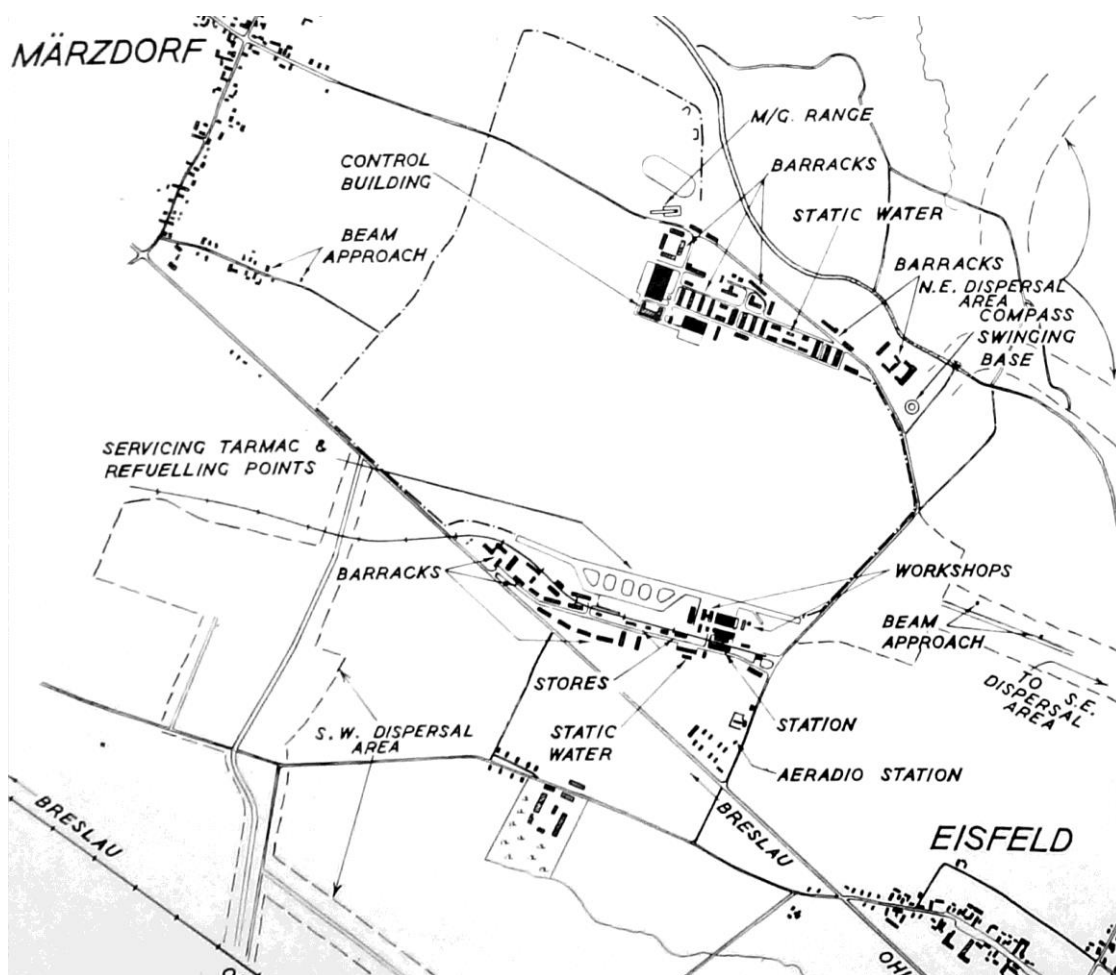 MÄRZDORF
M/G. RANGE
CONTROL
BUILDING
BARRACKS
STATIC WATER
BEAM
APPROACH
BARRACKS
N.E. DISPERSAL
AREA
COMPASS
SWINGING
BASE
SERVICING TARMAC &
REFUELLING POINTS
BARRACKS
WORKSHOPS
BEAM
APPROACH
TO S.E.
DISPERSAL
AREA
STORES
STATIC
WATER
STATION
S.W. DISPERSAL
AREA
AERADIO STATION
BRESLAU
BRESLAU
EISFELD